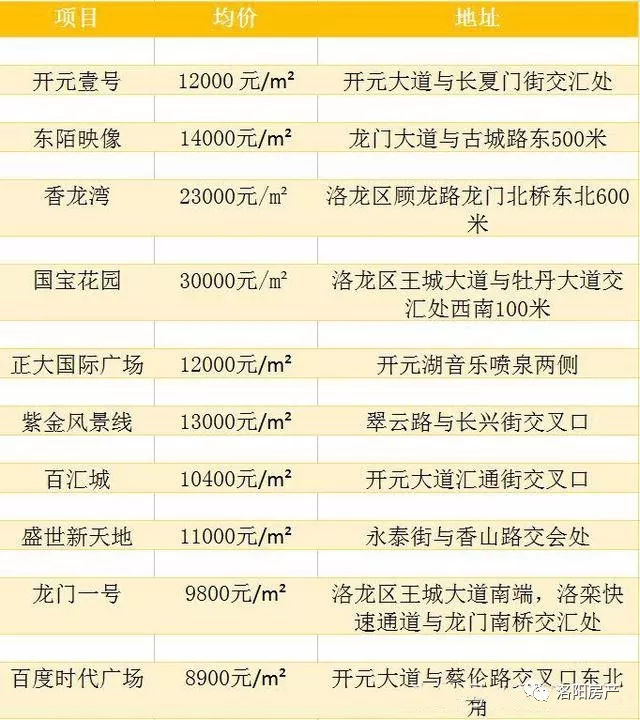 项目 均价 地址
开元壹号 12000 元/m² 开元大道与长夏门街交汇处
东陌映像 14000元/m² 龙门大道与古城路东500米
香龙湾 23000元/㎡ 洛龙区顾龙路龙门北桥东北600
米
国宝花园 30000元/㎡ 洛龙区王城大道与牡丹大道交
汇处西南100米
正大国际广场 12000元/m² 开元湖音乐喷泉两侧
紫金风景线 13000元/m² 翠云路与长兴街交叉口
百汇城 10400元/m² 开元大道汇通街交叉口
盛世新天地 11000元/m² 永泰街与香山路交会处
龙门一号 9800元/m² 洛龙区王城大道南端，洛栾快
速通道与龙门南桥交汇处
百度时代广场 8900元/m² 开元大道与蔡伦路交叉口东北
角
洛阳房产